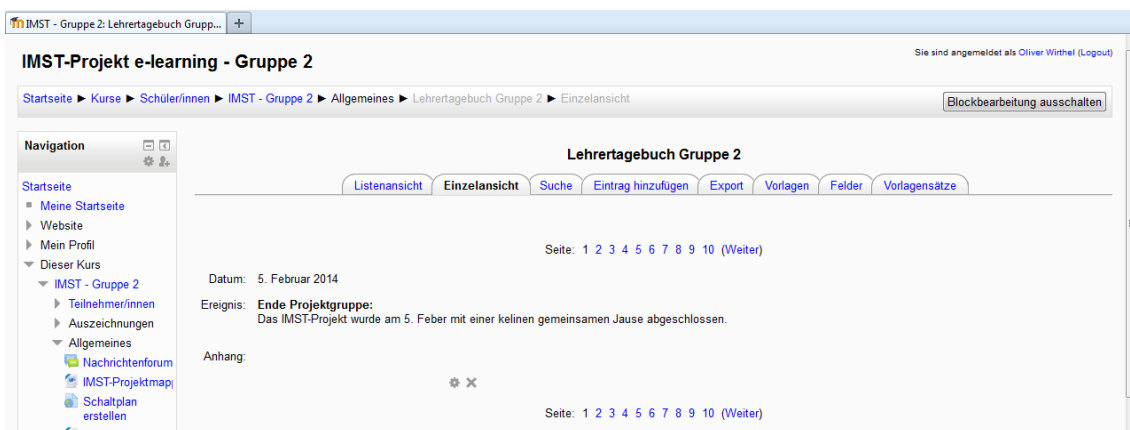 IMST - Gruppe 2: Lehrertagebuch Grupp...
IMST-Projekt e-learning - Gruppe 2
Sie sind angemeldet als Oliver Wirthel (Logout)
Startseite ► Kurse ► Schüler/innen ► IMST - Gruppe 2 ► Allgemeines ► Lehrertagebuch Gruppe 2 ► Einzelansicht
Blockbearbeitung ausschalten
Navigation
Startseite
Meine Startseite
Website
Mein Profil
Dieser Kurs
IMST - Gruppe 2
Teilnehmer/innen
Auszeichnungen
Allgemeines
Nachrichtenforum
IMST-Projektmap
Schaltplan
erstellen
Lehrertagebuch Gruppe 2
Listenansicht Einzelansicht Suche Eintrag hinzufügen Export Vorlagen Felder Vorlagensätze
Seite: 1 2 3 4 5 6 7 8 9 10 (Weiter)
Datum: 5. Februar 2014
Ereignis: Ende Projektgruppe:
Das IMST-Projekt wurde am 5. Feber mit einer kelinen gemeinsamen Jause abgeschlossen.
Anhang:
Seite: 1 2 3 4 5 6 7 8 9 10 (Weiter)